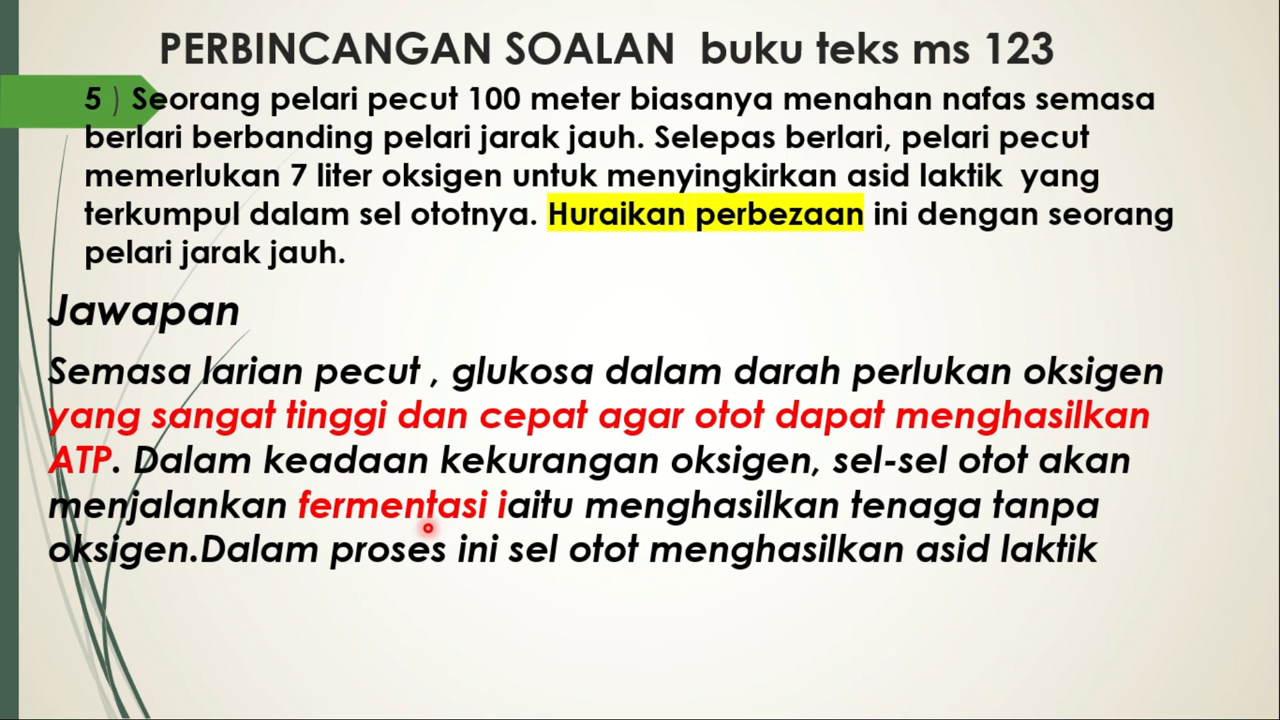 PERBINCANGAN SOALAN buku teks ms 123
5 ) Seorang pelari pecut 100 meter biasanya menahan nafas semasa
berlari berbanding pelari jarak jauh. Selepas berlari, pelari pecut
memerlukan 7 liter oksigen untuk menyingkirkan asid laktik yang
terkumpul dalam sel ototnya. Huraikan perbezaan ini dengan seorang
pelari jarak jauh.
Jawapan
Semasa larian pecut , glukosa dalam darah perlukan oksigen
yang sangat tinggi dan cepat agar otot dapat menghasilkan
ATP. Dalam keadaan kekurangan oksigen, sel-sel otot akan
menjalankan fermentasi iaitu menghasilkan tenaga tanpa
oksigen.Dalam proses ini sel otot menghasilkan asid laktik